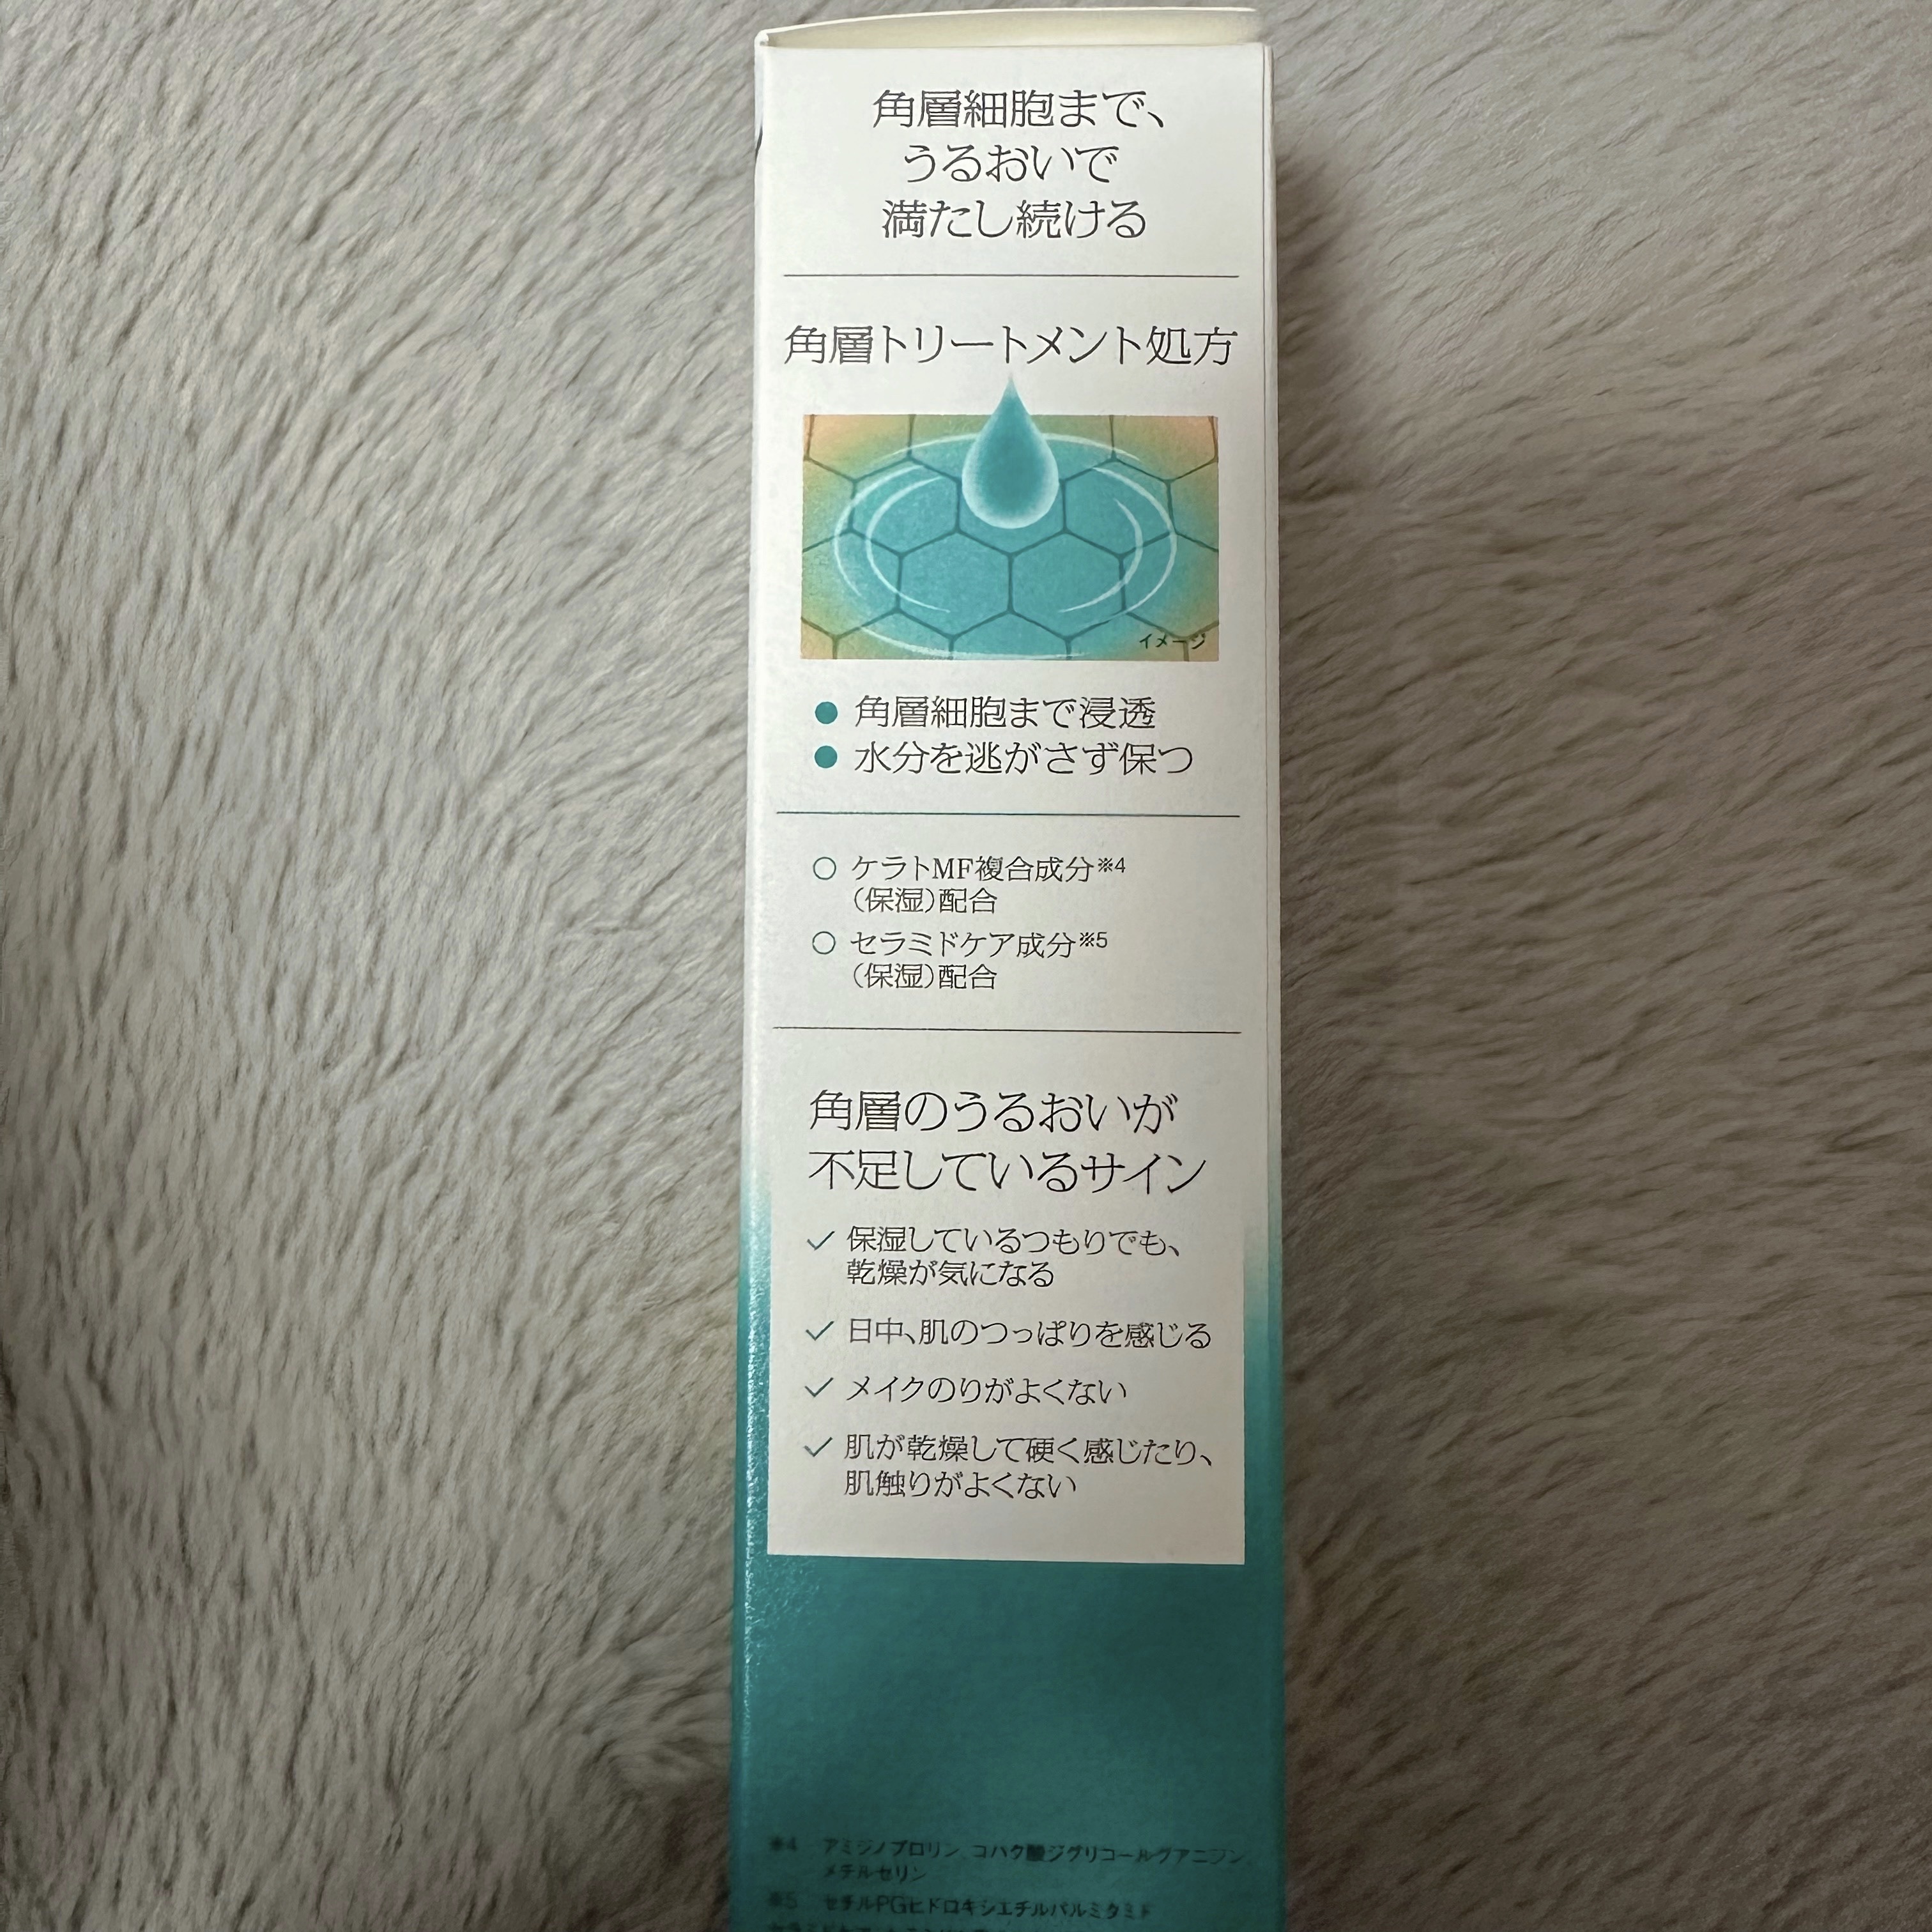 角層細胞まで、
うるおいで
満たし続ける
角層トリートメント処方
イメージ
● 角層細胞まで浸透
● 水分を逃がさず保つ
○ ケラトMF複合成分※4
（保湿）配合
○ セラミドケア成分※5
（保湿）配合
角層のうるおいが
不足しているサイン
✓ 保湿しているつもりでも、
乾燥が気になる
✓ 日中、肌のつっぱりを感じる
✓ メイクのりがよくない
✓ 肌が乾燥して硬く感じたり、
肌触りがよくない
※4 アミジノプロリン、コハク酸ジグリコールグアニジン、
メチルセリン
※5 セチルPGヒドロキシエチルパルミタミド